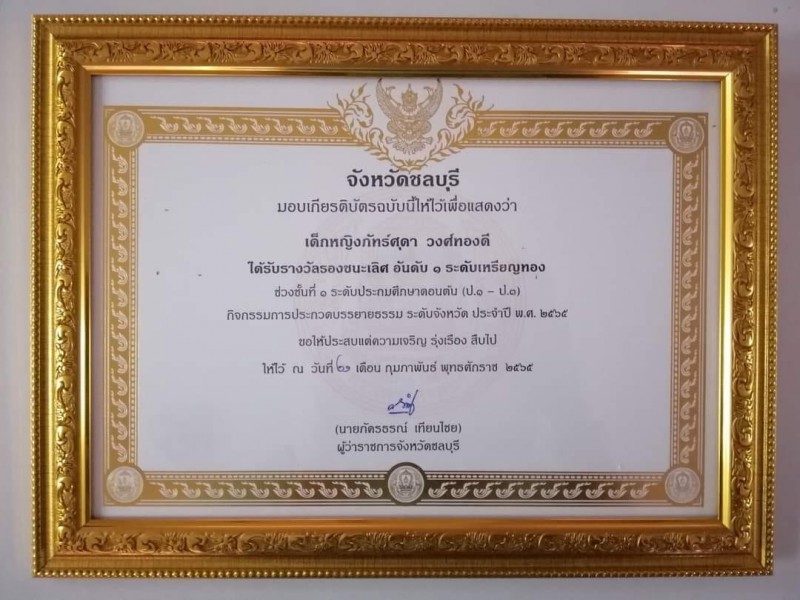 จังหวัดชลบุรี
มอบเกียรติบัตรฉบับนี้ให้ไว้เพื่อแสดงว่า
เด็กหญิงภัทร์ศุดา วงศ์ทองดี
ได้รับรางวัลรองชนะเลิศ อันดับ ๑ ระดับเหรียญทอง
ช่วงชั้นที่ ๑ ระดับประถมศึกษาตอนต้น (ป.๑ - ป.๓)
กิจกรรมการประกวดบรรยายธรรม ระดับจังหวัด ประจำปี พ.ศ. ๒๕๖๕
ขอให้ประสบแต่ความเจริญ รุ่งเรือง สืบไป
ให้ไว้ ณ วันที่ เดือน กุมภาพันธ์ พุทธศักราช ๒๕๖๕
(นายภัครธรณ์ เทียนไชย)
ผู้ว่าราชการจังหวัดชลบุรี